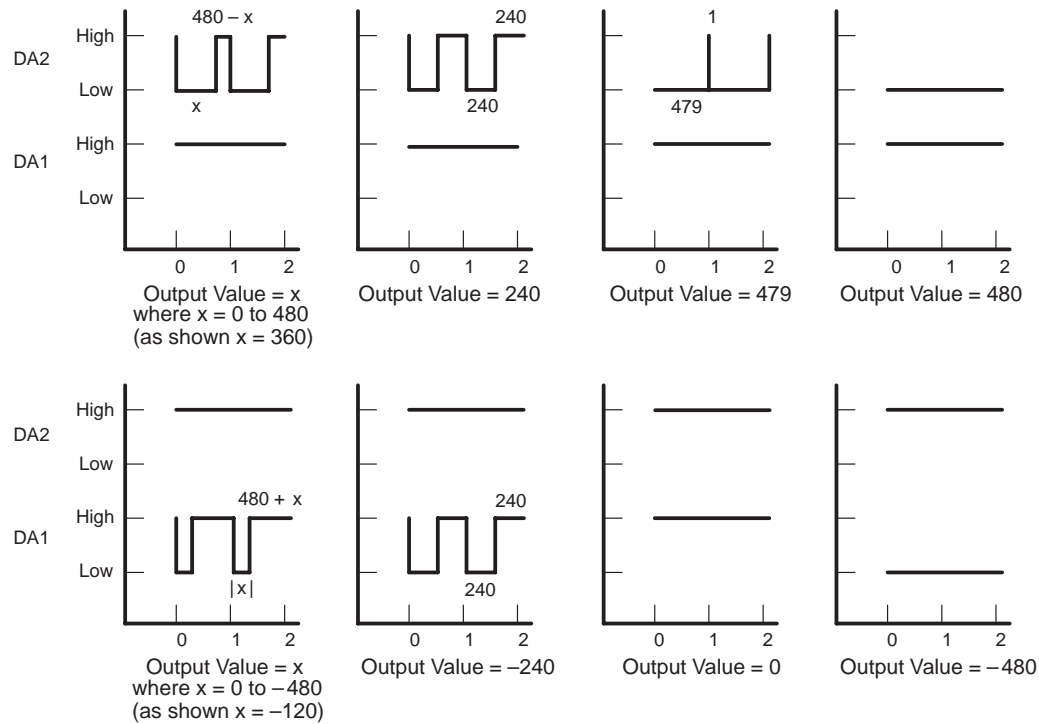 480 – x
240
1
DA2
High
Low
x
240
479
DA1
High
Low
0 1 2
0 1 2
0 1 2
0 1 2
Output Value = x
where x = 0 to 480
(as shown x = 360)
Output Value = 240
Output Value = 479
Output Value = 480
DA2
High
Low
480 + x
240
DA1
High
Low
|x|
240
0 1 2
0 1 2
0 1 2
0 1 2
Output Value = x
where x = 0 to –480
(as shown x = –120)
Output Value = –240
Output Value = 0
Output Value = –480